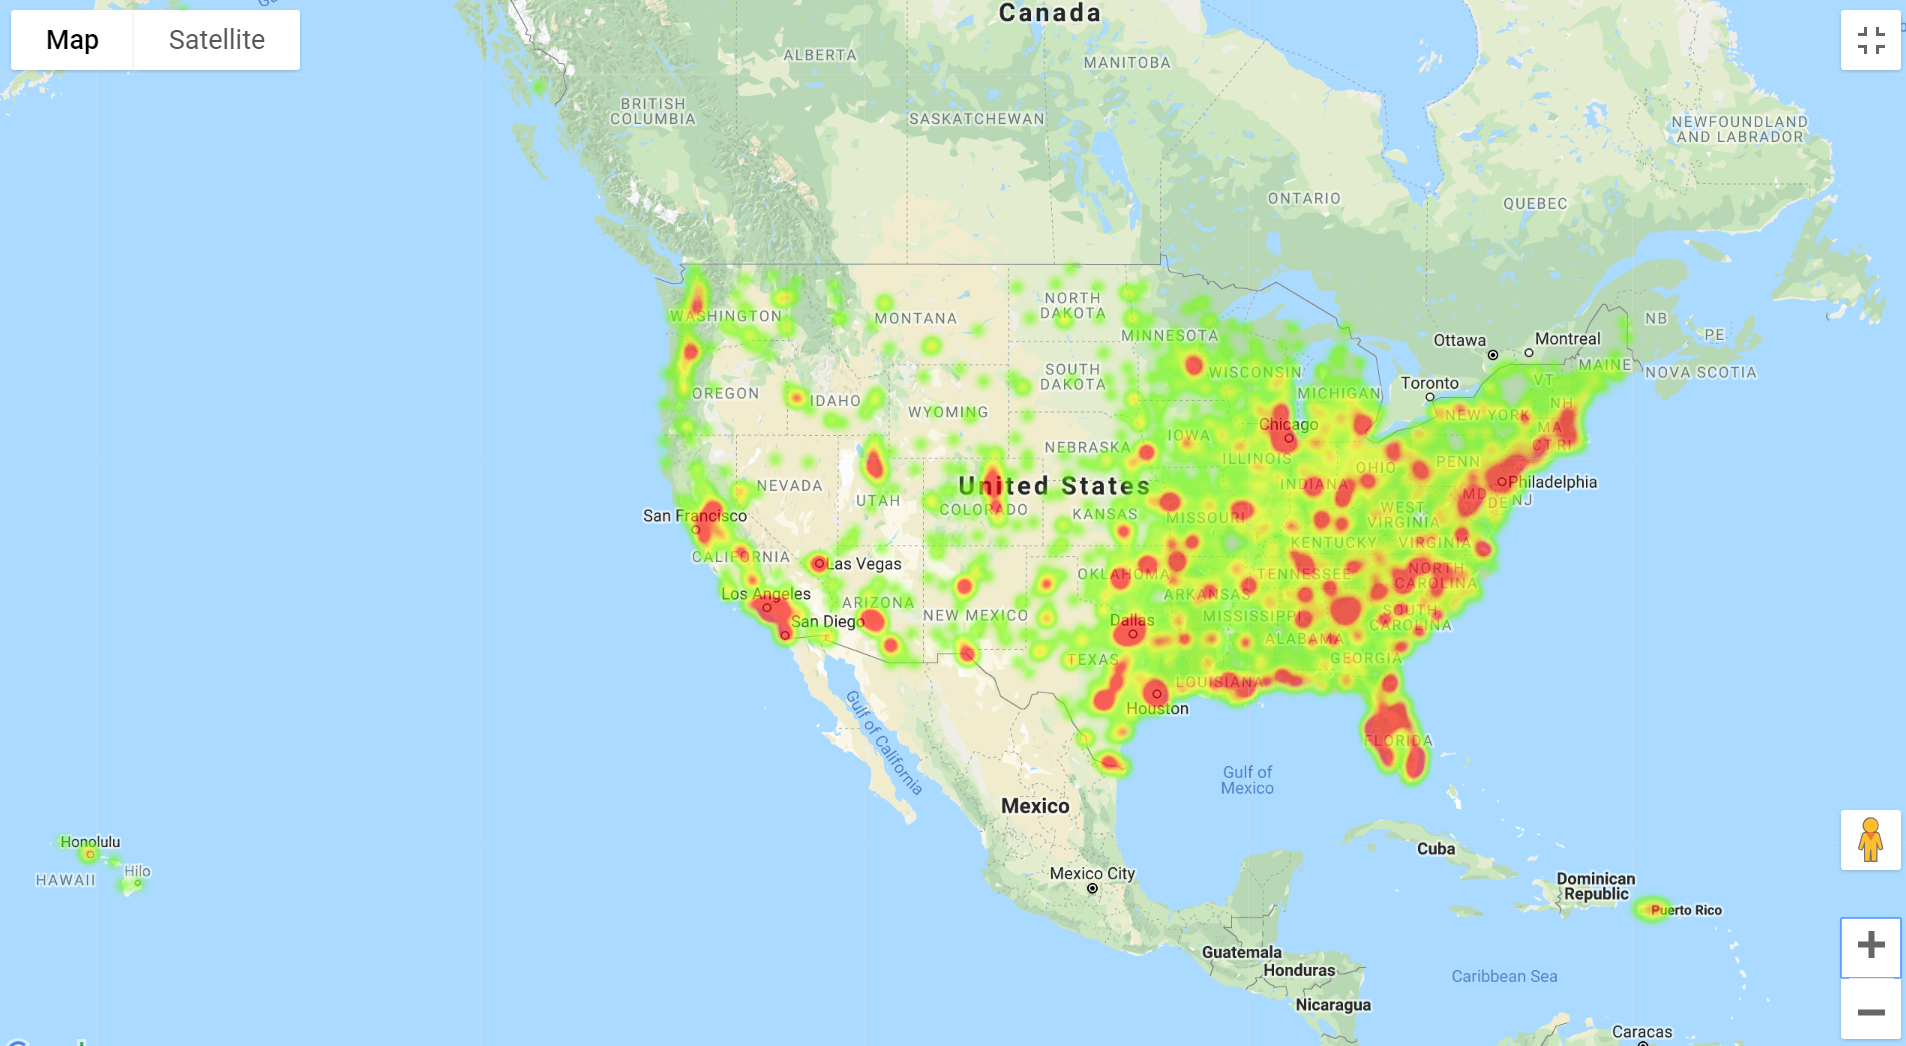 Map
Satellite
Canada
ALBERTA
MANITOBA
BRITISH
COLUMBIA
SASKATCHEWAN
NEWFOUNDLAND
AND LABRADOR
ONTARIO
QUEBEC
NORTH
DAKOTA
MONTANA
WASHINGTON
MINNESOTA
Ottawa
Montreal
NB
PE
NOVA SCOTIA
MAINE
VT
NH
SOUTH
DAKOTA
WISCONSIN
MICHIGAN
Toronto
OREGON
IDAHO
WYOMING
NEW YORK
MA
CT RI
Chicago
IOWA
NEBRASKA
ILLINOIS
INDIANA
OHIO
PENN
Philadelphia
MD
DE
NJ
NEVADA
UTAH
United States
COLORADO
KANSAS
MISSOURI
WEST
VIRGINIA
KENTUCKY
VIRGINIA
San Francisco
CALIFORNIA
Las Vegas
Los Angeles
San Diego
ARIZONA
NEW MEXICO
OKLAHOMA
ARKANSAS
TENNESSEE
NORTH
CAROLINA
MISSISSIPPI
SOUTH
CAROLINA
Dallas
ALABAMA
GEORGIA
TEXAS
LOUISIANA
Houston
FLORIDA
Gulf of California
Gulf of
Mexico
Mexico
Mexico City
Honolulu
Hilo
HAWAII
Cuba
Dominican
Republic
Puerto Rico
Guatemala
Honduras
Nicaragua
Caribbean Sea
Caracas